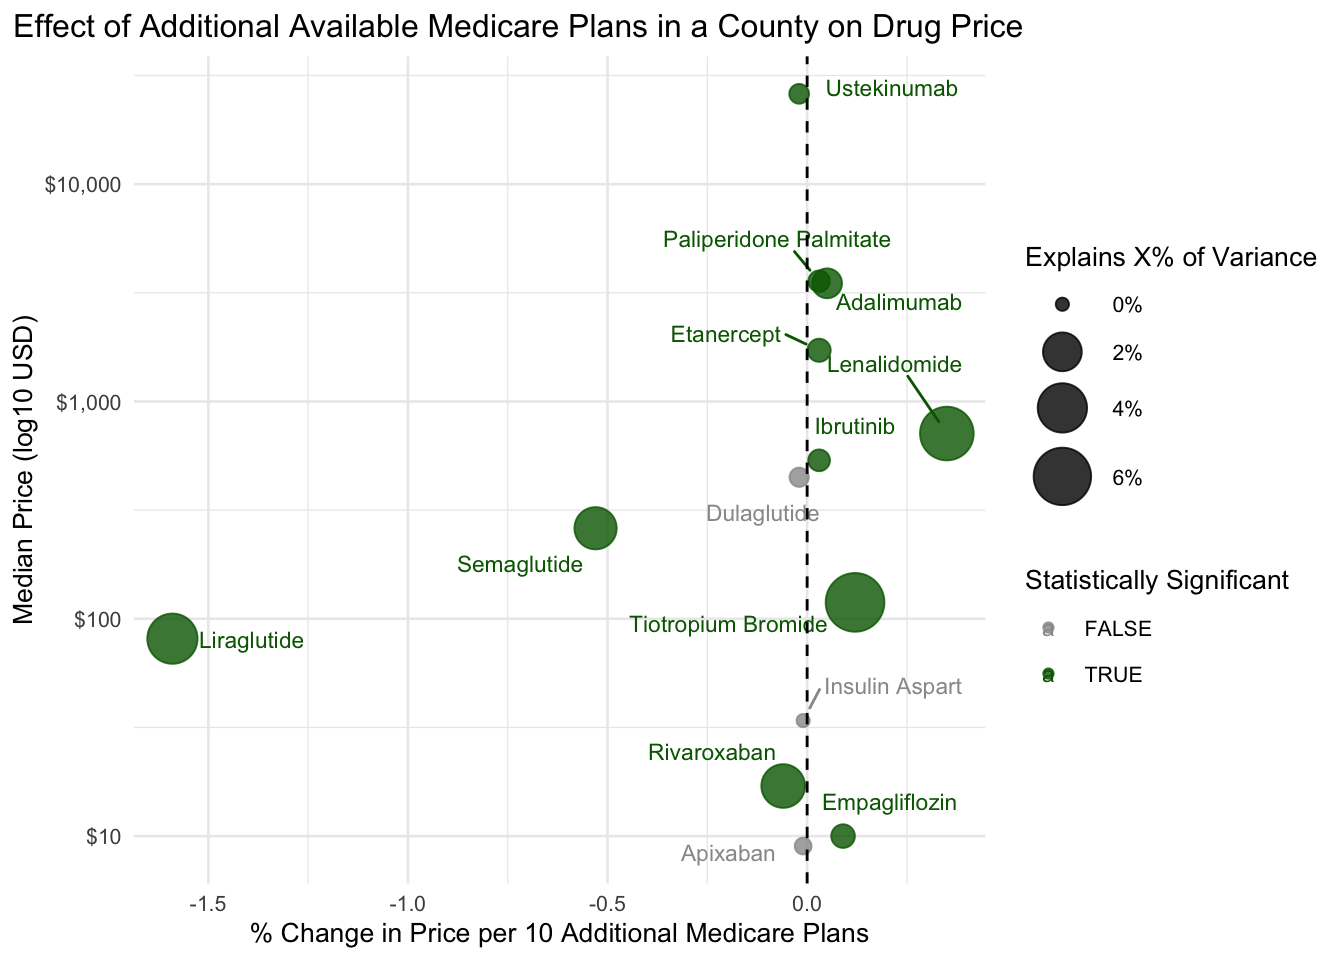 Effect of Additional Available Medicare Plans in a County on Drug Price
Ustekinumab
$10,000
Paliperidone Palmitate
Adalimumab
Etanercept
Lenalidomide
$1,000
Ibrutinib
Dulaglutide
Semaglutide
$100
Tiotropium Bromide
Liraglutide
Insulin Aspart
Rivaroxaban
Empagliflozin
$10
Apixaban
-1.5
-1.0
-0.5
0.0
% Change in Price per 10 Additional Medicare Plans
Median Price (log10 USD)
Explains X% of Variance
0%
2%
4%
6%
Statistically Significant
a FALSE
a TRUE